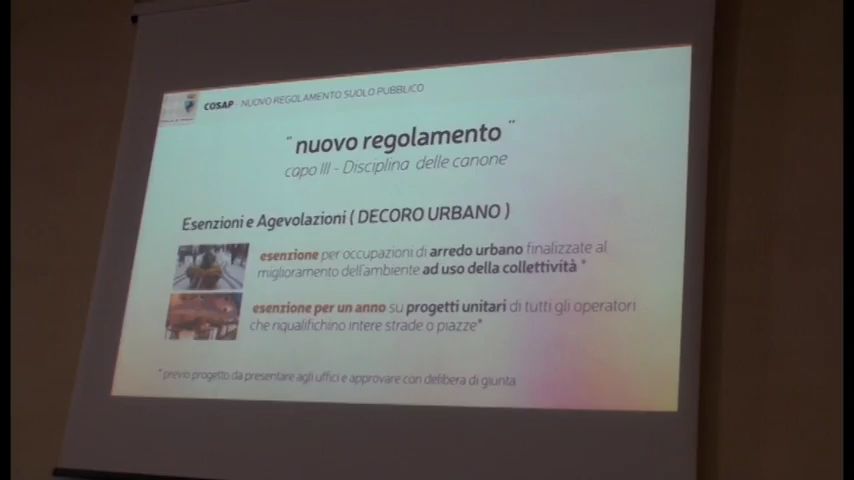 COSAP - NUOVO REGOLAMENTO SUOLO PUBBLICO
" nuovo regolamento "
capo III - Disciplina delle canone
Esenzioni e Agevolazioni ( DECORO URBANO )
esenzione per occupazioni di arredo urbano finalizzate al
miglioramento dell'ambiente ad uso della collettività *
esenzione per un anno su progetti unitari di tutti gli operatori
che riqualifichino intere strade o piazze*
* previo progetto da presentare agli uffici e approvare con delibera di giunta